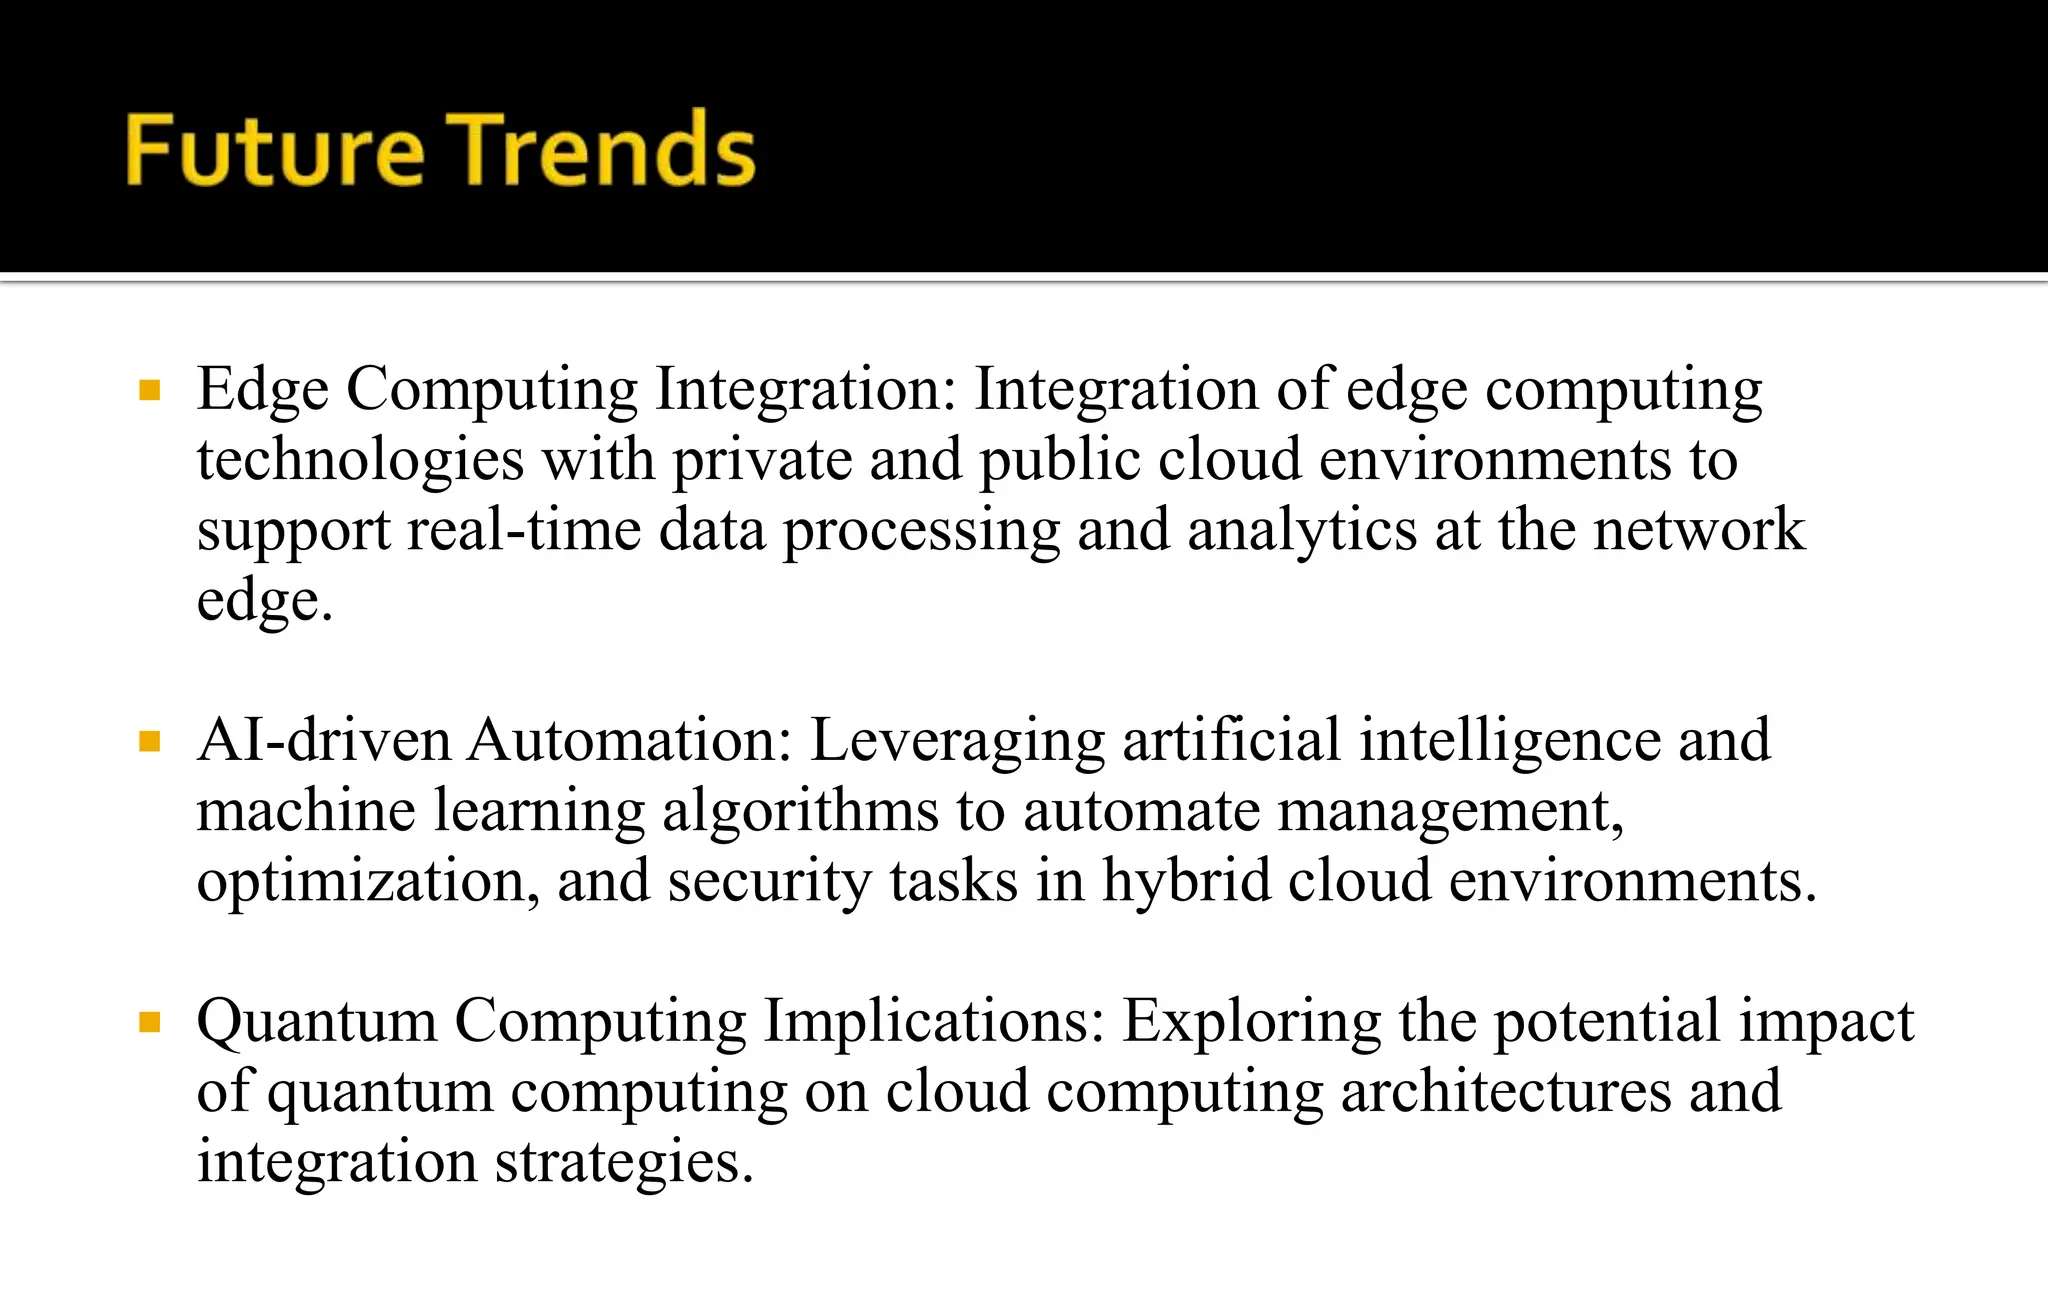 Future Trends
Edge Computing Integration: Integration of edge computing
technologies with private and public cloud environments to
support real-time data processing and analytics at the network
edge.
AI-driven Automation: Leveraging artificial intelligence and
machine learning algorithms to automate management,
optimization, and security tasks in hybrid cloud environments.
Quantum Computing Implications: Exploring the potential impact
of quantum computing on cloud computing architectures and
integration strategies.